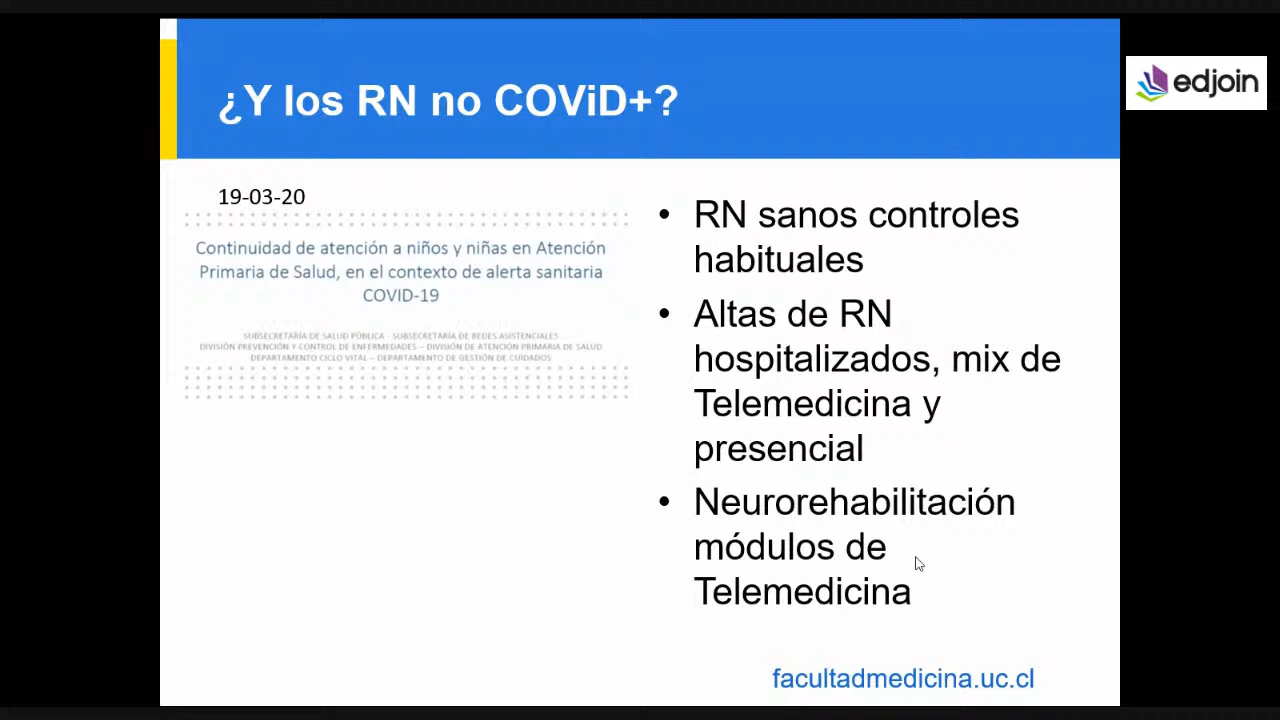 ¿Y los RN no COViD+?
edjoin
19-03-20
Continuidad de atención a niños y niñas en Atención
Primaria de Salud, en el contexto de alerta sanitaria
COVID-19
SUBSECRETARÍA DE SALUD PÚBLICA - SUBSECRETARÍA DE REDES ASISTENCIALES
DIVISIÓN PREVENCIÓN Y CONTROL DE ENFERMEDADES – DIVISIÓN DE ATENCIÓN PRIMARIA DE SALUD
DEPARTAMENTO CICLO VITAL – DEPARTAMENTO DE GESTIÓN DE CUIDADOS
• RN sanos controles
habituales
• Altas de RN
hospitalizados, mix de
Telemedicina y
presencial
• Neurorehabilitación
módulos de
Telemedicina
facultadmedicina.uc.cl